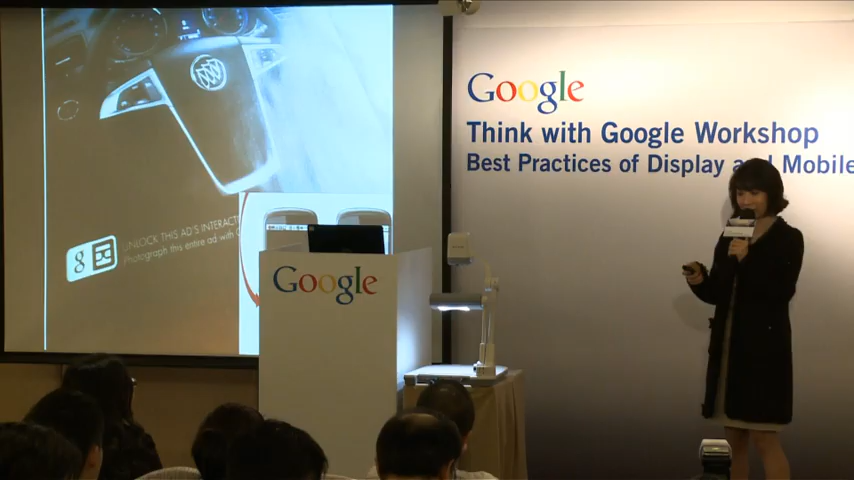 Google
Think with Google Workshop
Best Practices of Display and Mobile
UNLOCK THIS AD'S
Photograph this entire ad with
g
Google